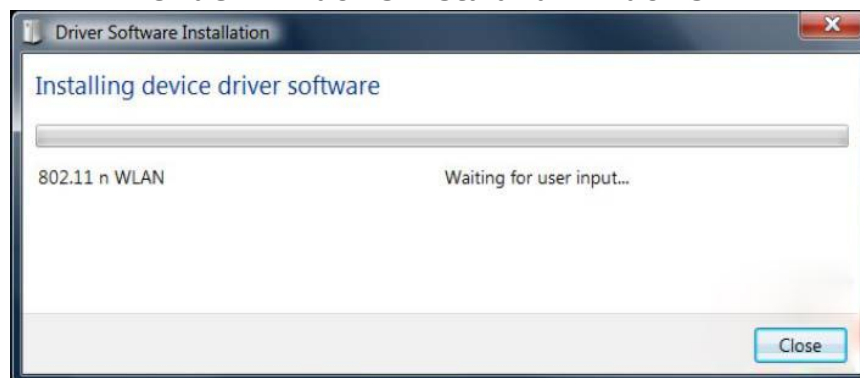 Driver Software Installation
Installing device driver software
802.11 n WLAN Waiting for user input...
Close